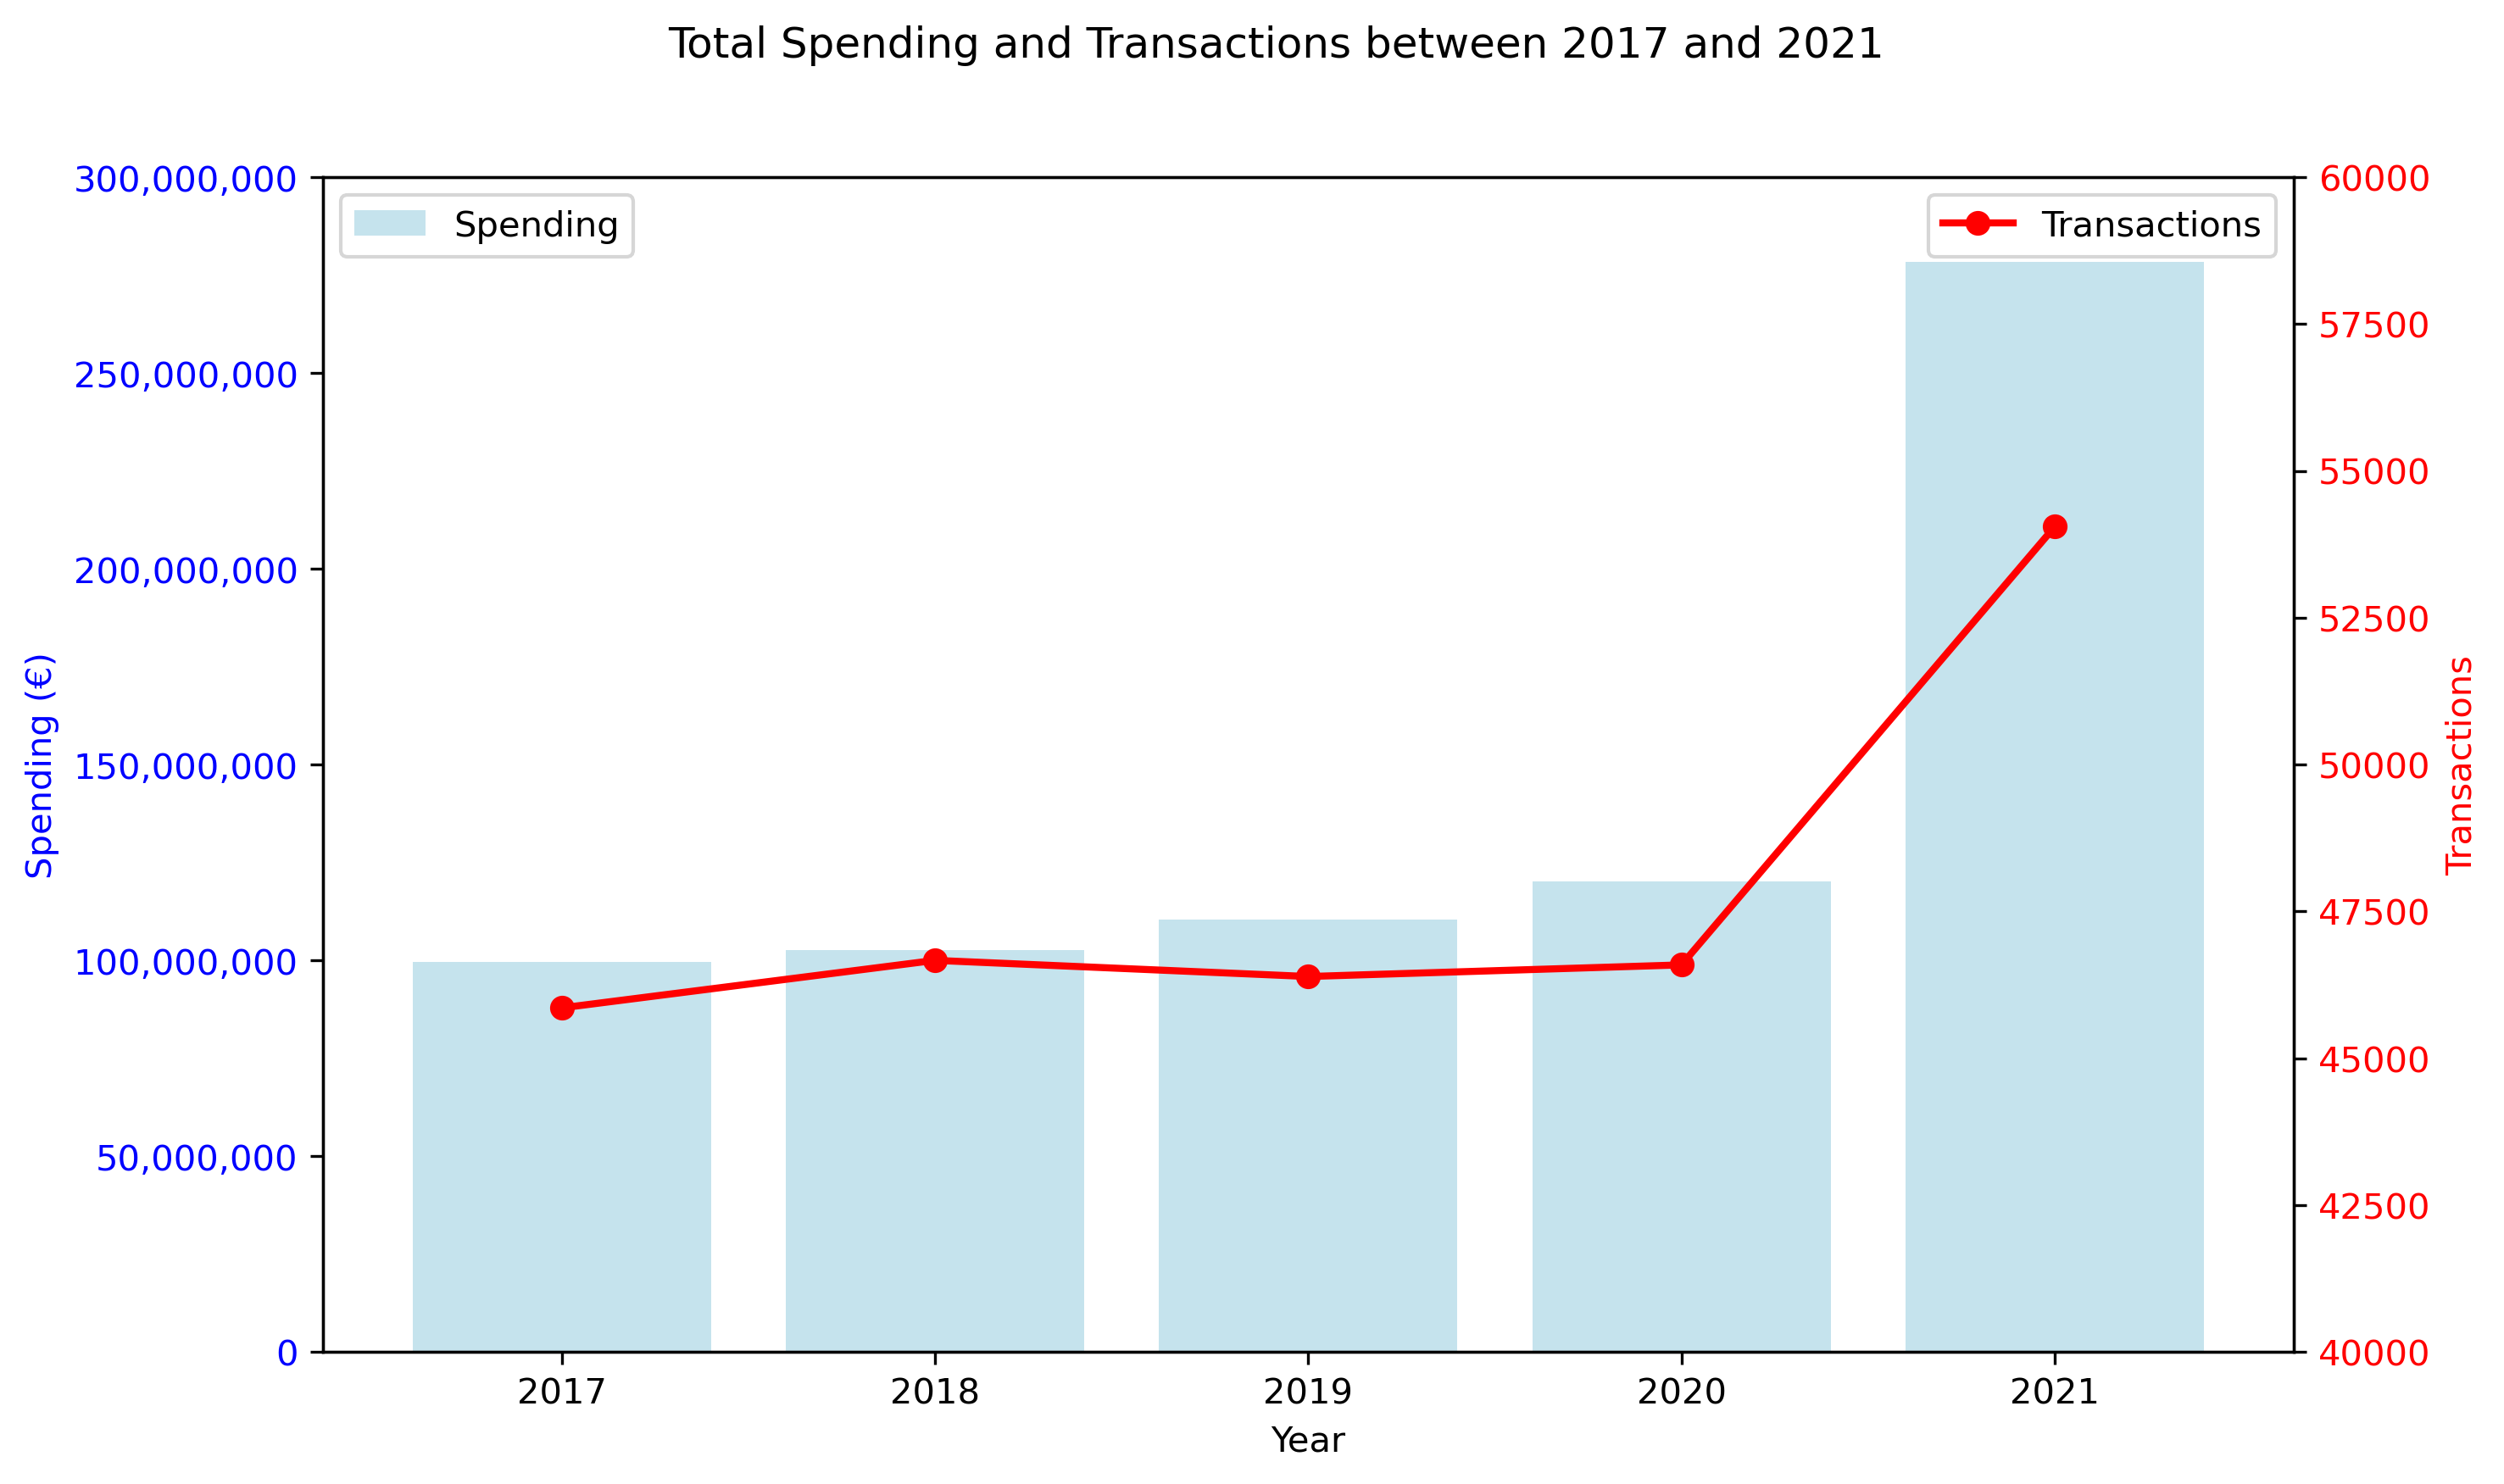 Total Spending and Transactions between 2017 and 2021
Spending
Transactions
300,000,000
250,000,000
200,000,000
150,000,000
100,000,000
50,000,000
0
Spending (€)
60000
57500
55000
52500
50000
47500
45000
42500
40000
Transactions
2017 2018 2019 2020 2021
Year